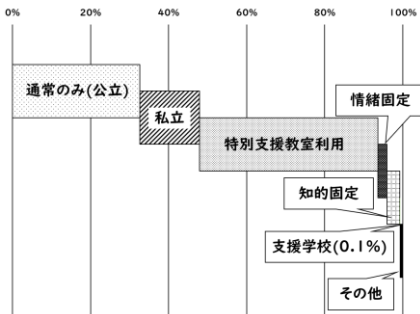 0% 20% 40% 60% 80% 100%
通常のみ(公立)
私立
特別支援教室利用
情緒固定
知的固定
支援学校(0.1%)
その他